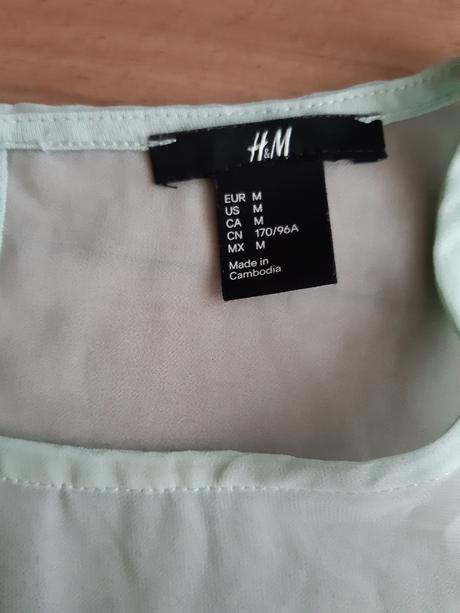 H&M
EUR M
US M
CA M
CN 170/96A
MX M
Made in
Cambodia